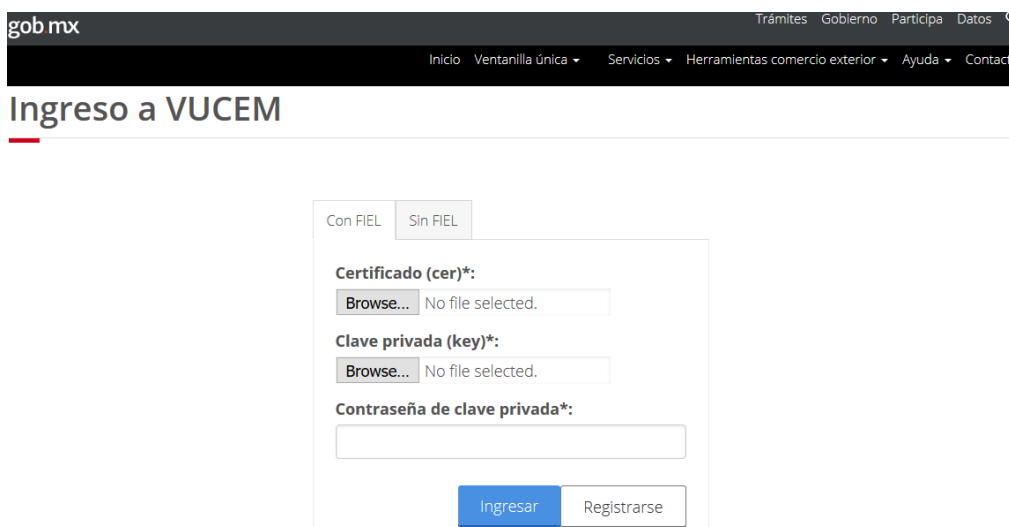 gob.mx
Trámites Gobierno Participa Datos
Inicio Ventanilla única Servicios Herramientas comercio exterior Ayuda Contact
Ingreso a VUCEM
Con FIEL Sin FIEL
Certificado (cer)*:
Browse... No file selected.
Clave privada (key)*:
Browse... No file selected.
Contraseña de clave privada*:
Ingresar Registrarse